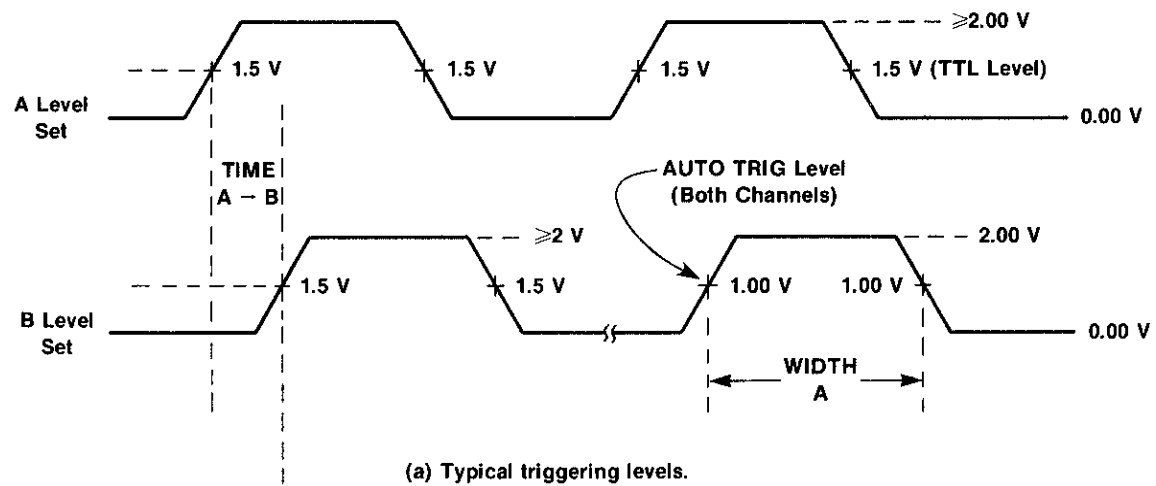 ≥2.00 V
1.5 V
1.5 V
1.5 V
1.5 V (TTL Level)
A Level
Set
0.00 V
TIME
A → B
AUTO TRIG Level
(Both Channels)
≥2 V
2.00 V
1.5 V
1.5 V
1.00 V
1.00 V
B Level
Set
0.00 V
WIDTH
A
(a) Typical triggering levels.